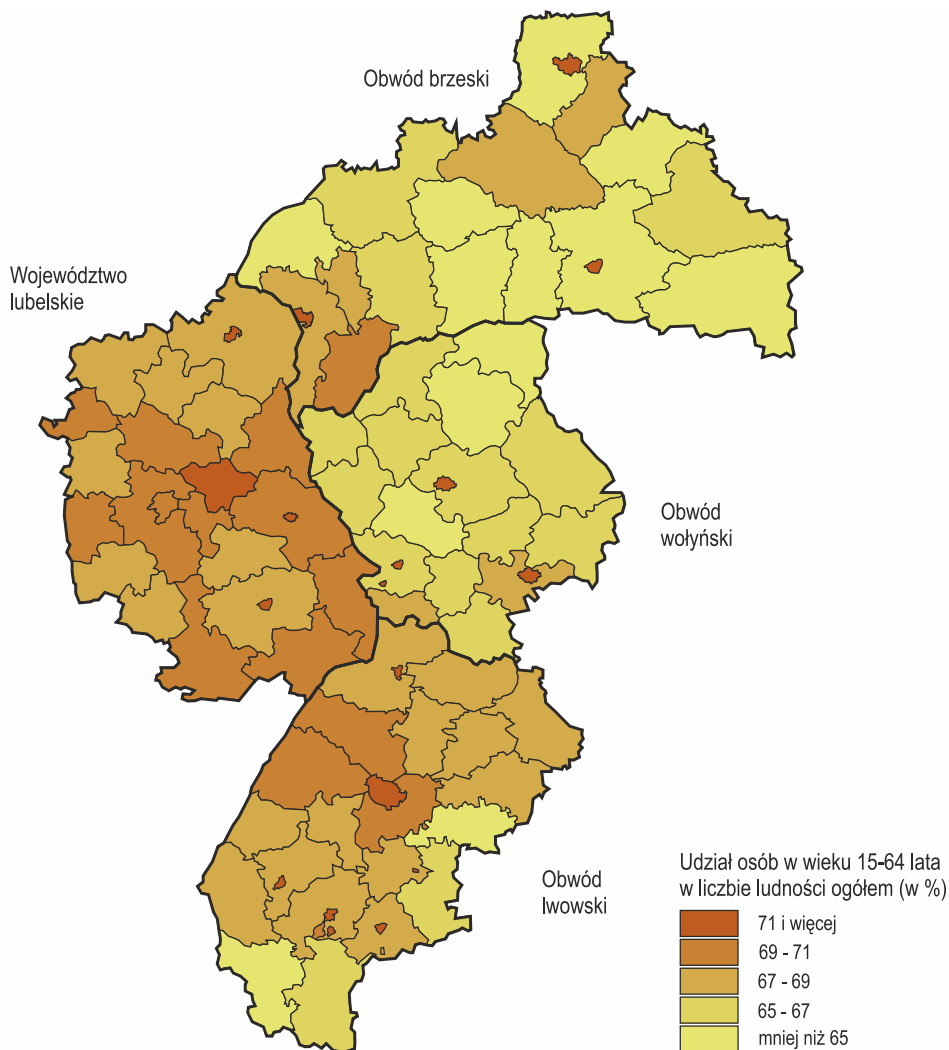 Obwód brzeski
Województwo
lubelskie
Obwód
wołyński
Obwód
lwowski
Udział osób w wieku 15-64 lata
w liczbie ludności ogółem (w %)
71 i więcej
69 - 71
67 - 69
65 - 67
mniej niż 65